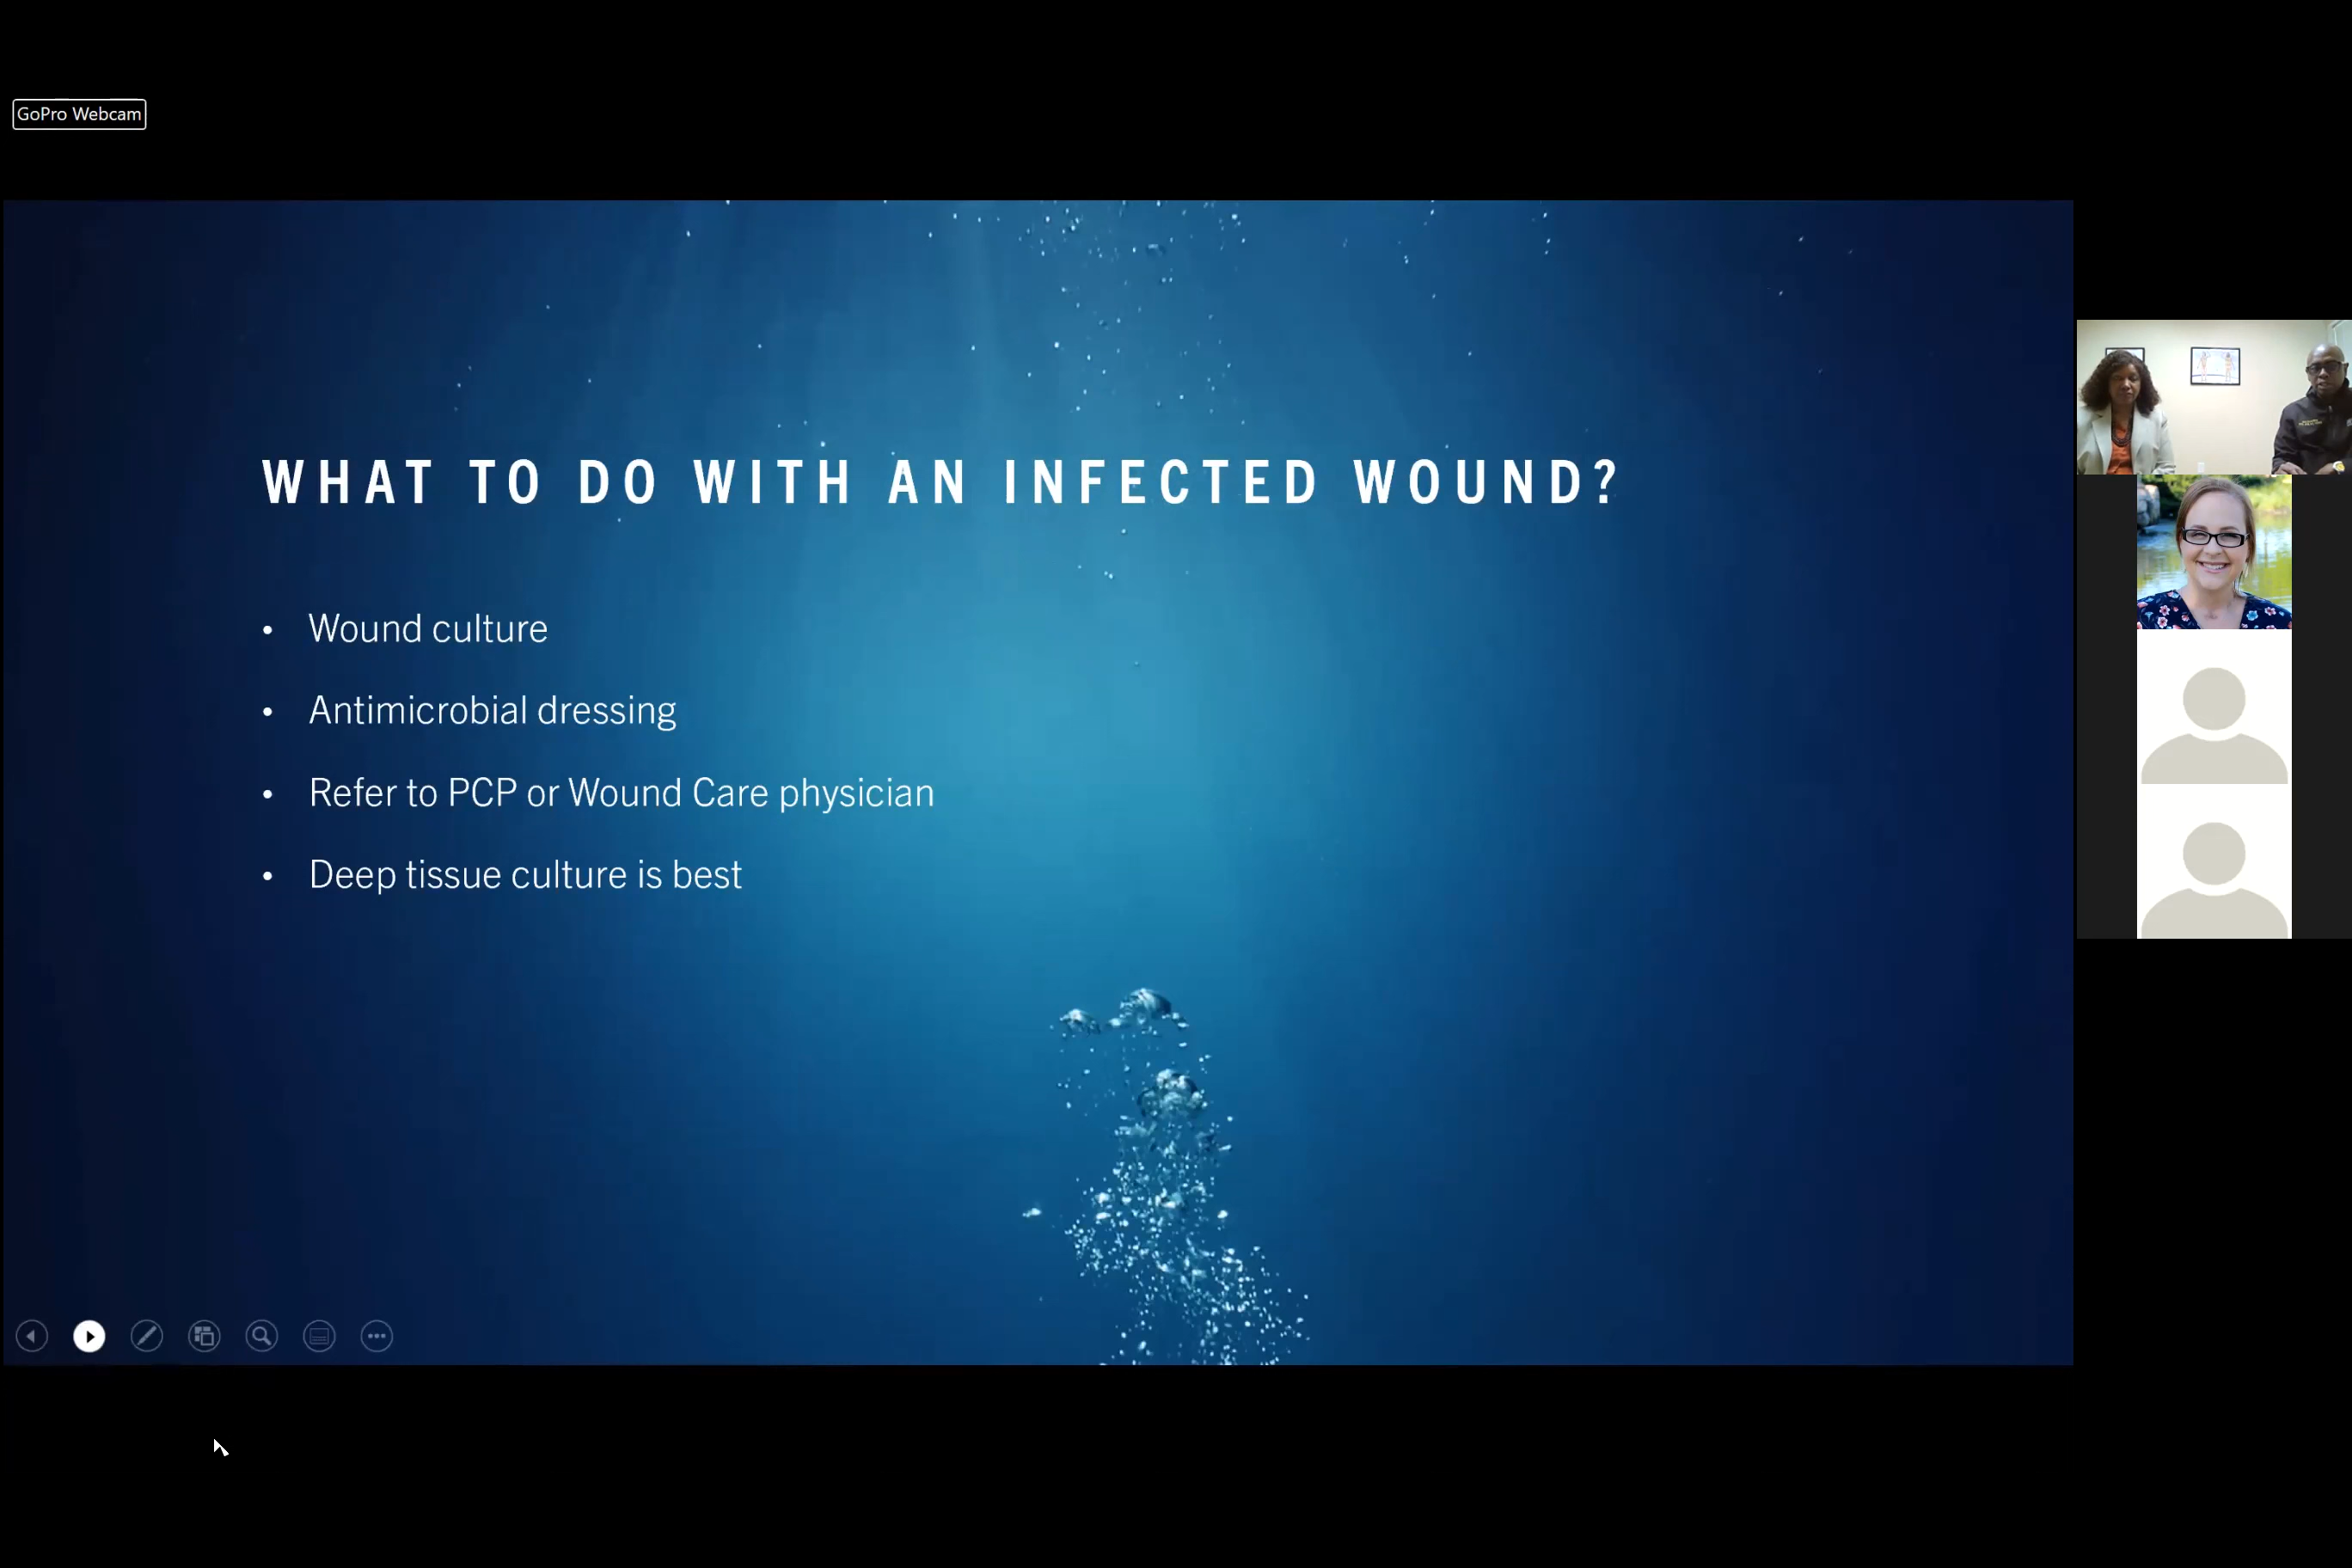 GoPro Webcam
WHAT TO DO WITH AN INFECTED WOUND?
• Wound culture
• Antimicrobial dressing
• Refer to PCP or Wound Care physician
• Deep tissue culture is best